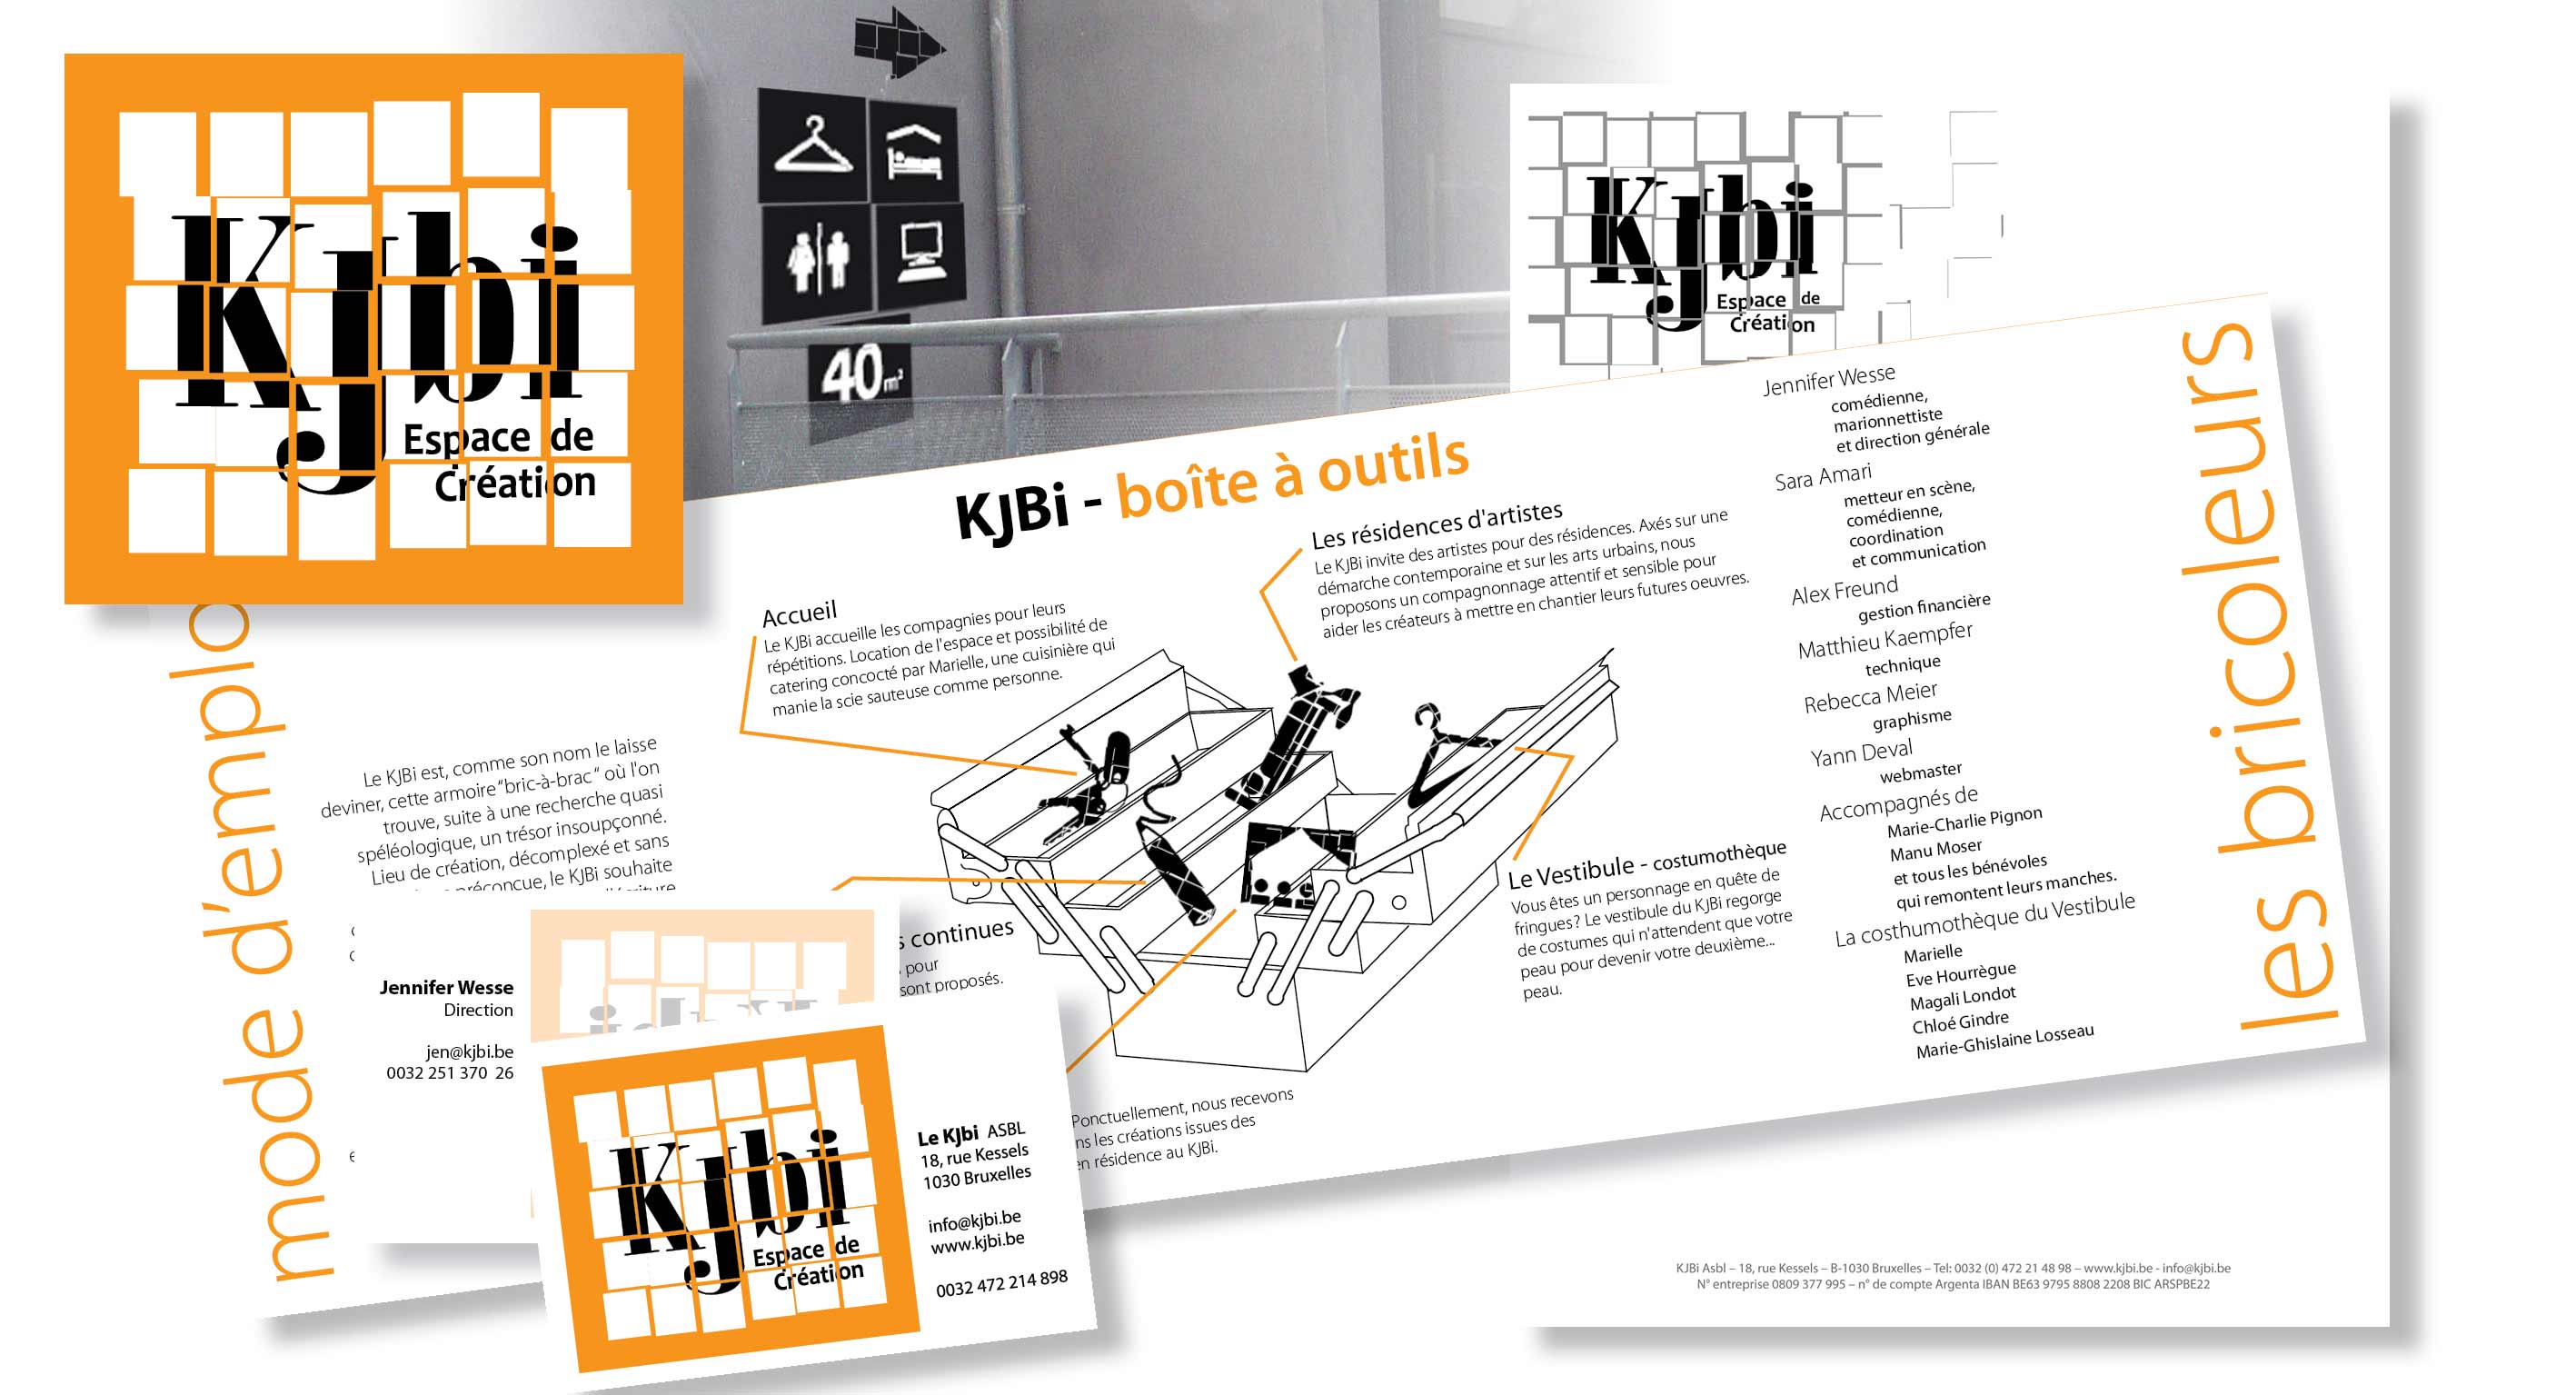 KJbi
Espace de
Création
40 m²
KJbi
Espace de
Création
mode d'emplo
Le KJBi est, comme son nom le laisse
deviner, cette armoire "bric-à-brac" où l'on
trouve, suite à une recherche quasi
spéléologique, un trésor insoupçonné.
Lieu de création, décomplexé et sans
préconçue, le KJBi souhaite
KJBi - boîte à outils
Accueil
Le KJBi accueille les compagnies pour leurs
répétitions. Location de l'espace et possibilité de
catering concocté par Marielle, une cuisinière qui
manie la scie sauteuse comme personne.
Les résidences d'artistes
Le KJBi invite des artistes pour des résidences. Axés sur une
démarche contemporaine et sur les arts urbains, nous
proposons un compagnonnage attentif et sensible pour
aider les créateurs à mettre en chantier leurs futures oeuvres.
s continues
pour
sont proposés.
Le Vestibule - costumothèque
Vous êtes un personnage en quête de
fringues? Le vestibule du KJBi regorge
de costumes qui n'attendent que votre
peau pour devenir votre deuxième...
peau.
Ponctuellement, nous recevons
ns les créations issues des
en résidence au KJBi.
Jennifer Wesse
comédienne,
marionnettiste
et direction générale
Sara Amari
metteur en scène,
comédienne,
coordination
et communication
Alex Freund
gestion financière
Matthieu Kaempfer
technique
Rebecca Meier
graphisme
Yann Deval
webmaster
Accompagnés de
Marie-Charlie Pignon
Manu Moser
et tous les bénévoles
qui remontent leurs manches.
La costhumothèque du Vestibule
Marielle
Eve Hourrègue
Magali Londot
Chloé Gindre
Marie-Ghislaine Losseau
les bricoleurs
Jennifer Wesse
Direction
jen@kjbi.be
0032 251 370 26
KJbi
Espace de
Création
Le KJbi ASBL
18, rue Kessels
1030 Bruxelles
info@kjbi.be
www.kjbi.be
0032 472 214 898
KJBi Asbl – 18, rue Kessels – B-1030 Bruxelles – Tel: 0032 (0) 472 21 48 98 – www.kjbi.be - info@kjbi.be
N° entreprise 0809 377 995 – n° de compte Argenta IBAN BE63 9795 8808 2208 BIC ARSPBE22